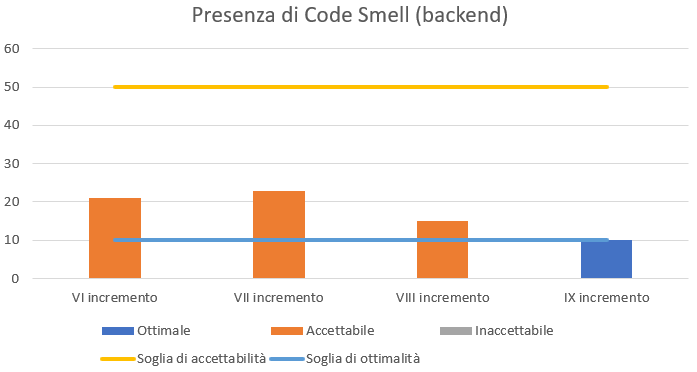 Presenza di Code Smell (backend)
60
50
40
30
20
10
0
VI incremento VII incremento VIII incremento IX incremento
Ottimale Accettabile Inaccettabile
Soglia di accettabilità Soglia di ottimalità